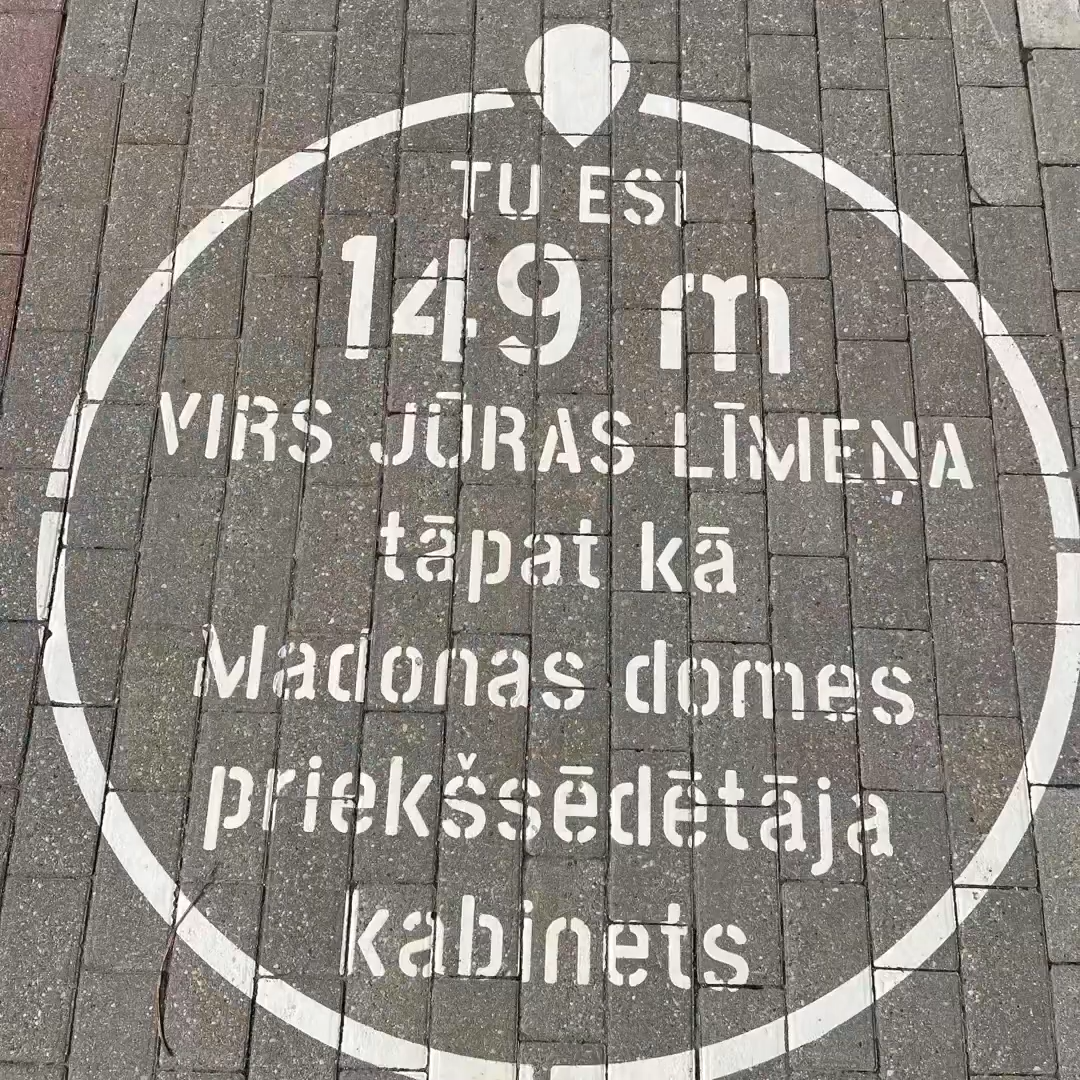 TU ESI
149 m
VIRS JŪRAS LĪMEŅA
tāpat kā
Madonas domes
priekšsēdētāja
kabinets